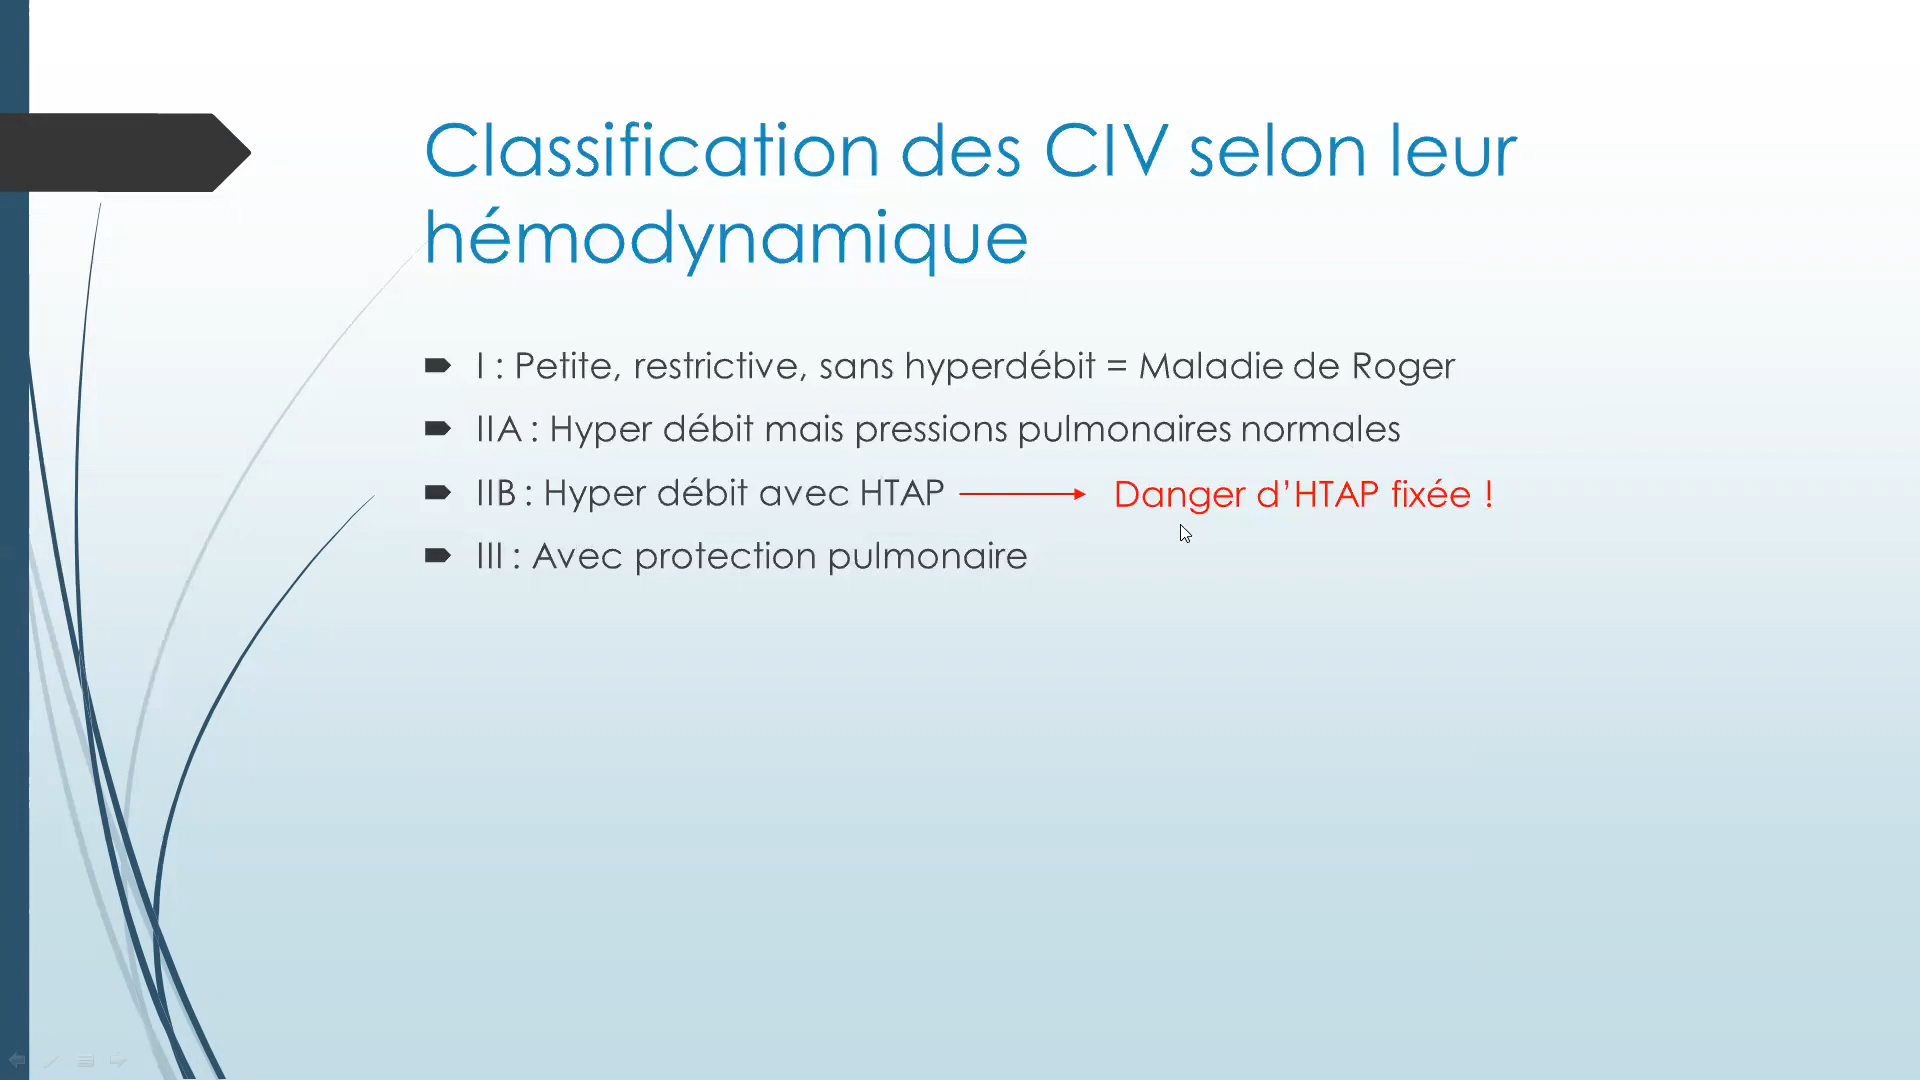 Classification des CIV selon leur
hémodynamique
I : Petite, restrictive, sans hyperdébit = Maladie de Roger
IIA : Hyper débit mais pressions pulmonaires normales
IIB : Hyper débit avec HTAP Danger d’HTAP fixée !
III : Avec protection pulmonaire